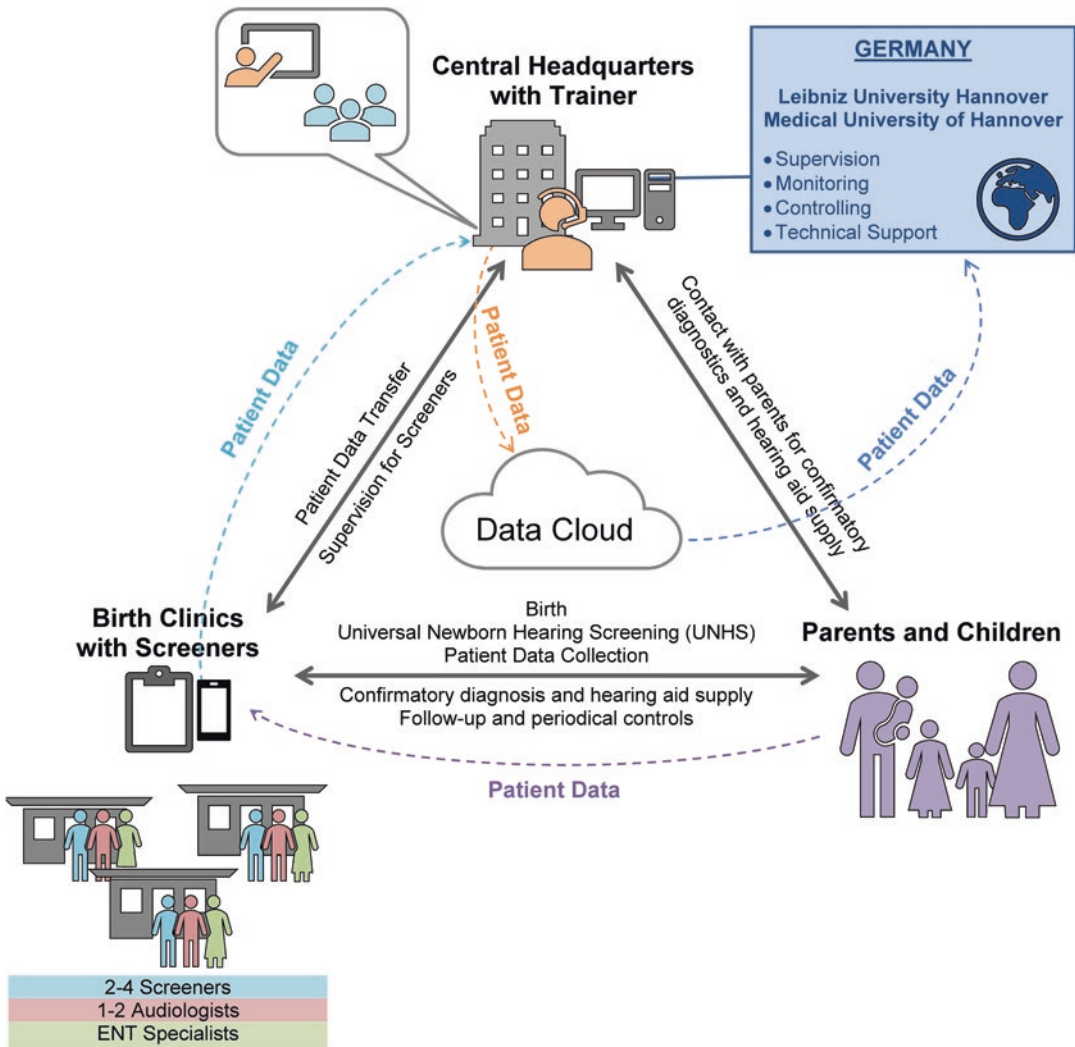 Central Headquarters
with Trainer
GERMANY
Leibniz University Hannover
Medical University of Hannover
• Supervision
• Monitoring
• Controlling
• Technical Support
Patient Data
Patient Data Transfer
Supervision for Screeners
Patient Data
Contact with parents for confirmatory
diagnostics and hearing aid supply
Patient Data
Data Cloud
Birth Clinics
with Screeners
Birth
Universal Newborn Hearing Screening (UNHS)
Patient Data Collection
Confirmatory diagnosis and hearing aid supply
Follow-up and periodical controls
Parents and Children
Patient Data
2-4 Screeners
1-2 Audiologists
ENT Specialists